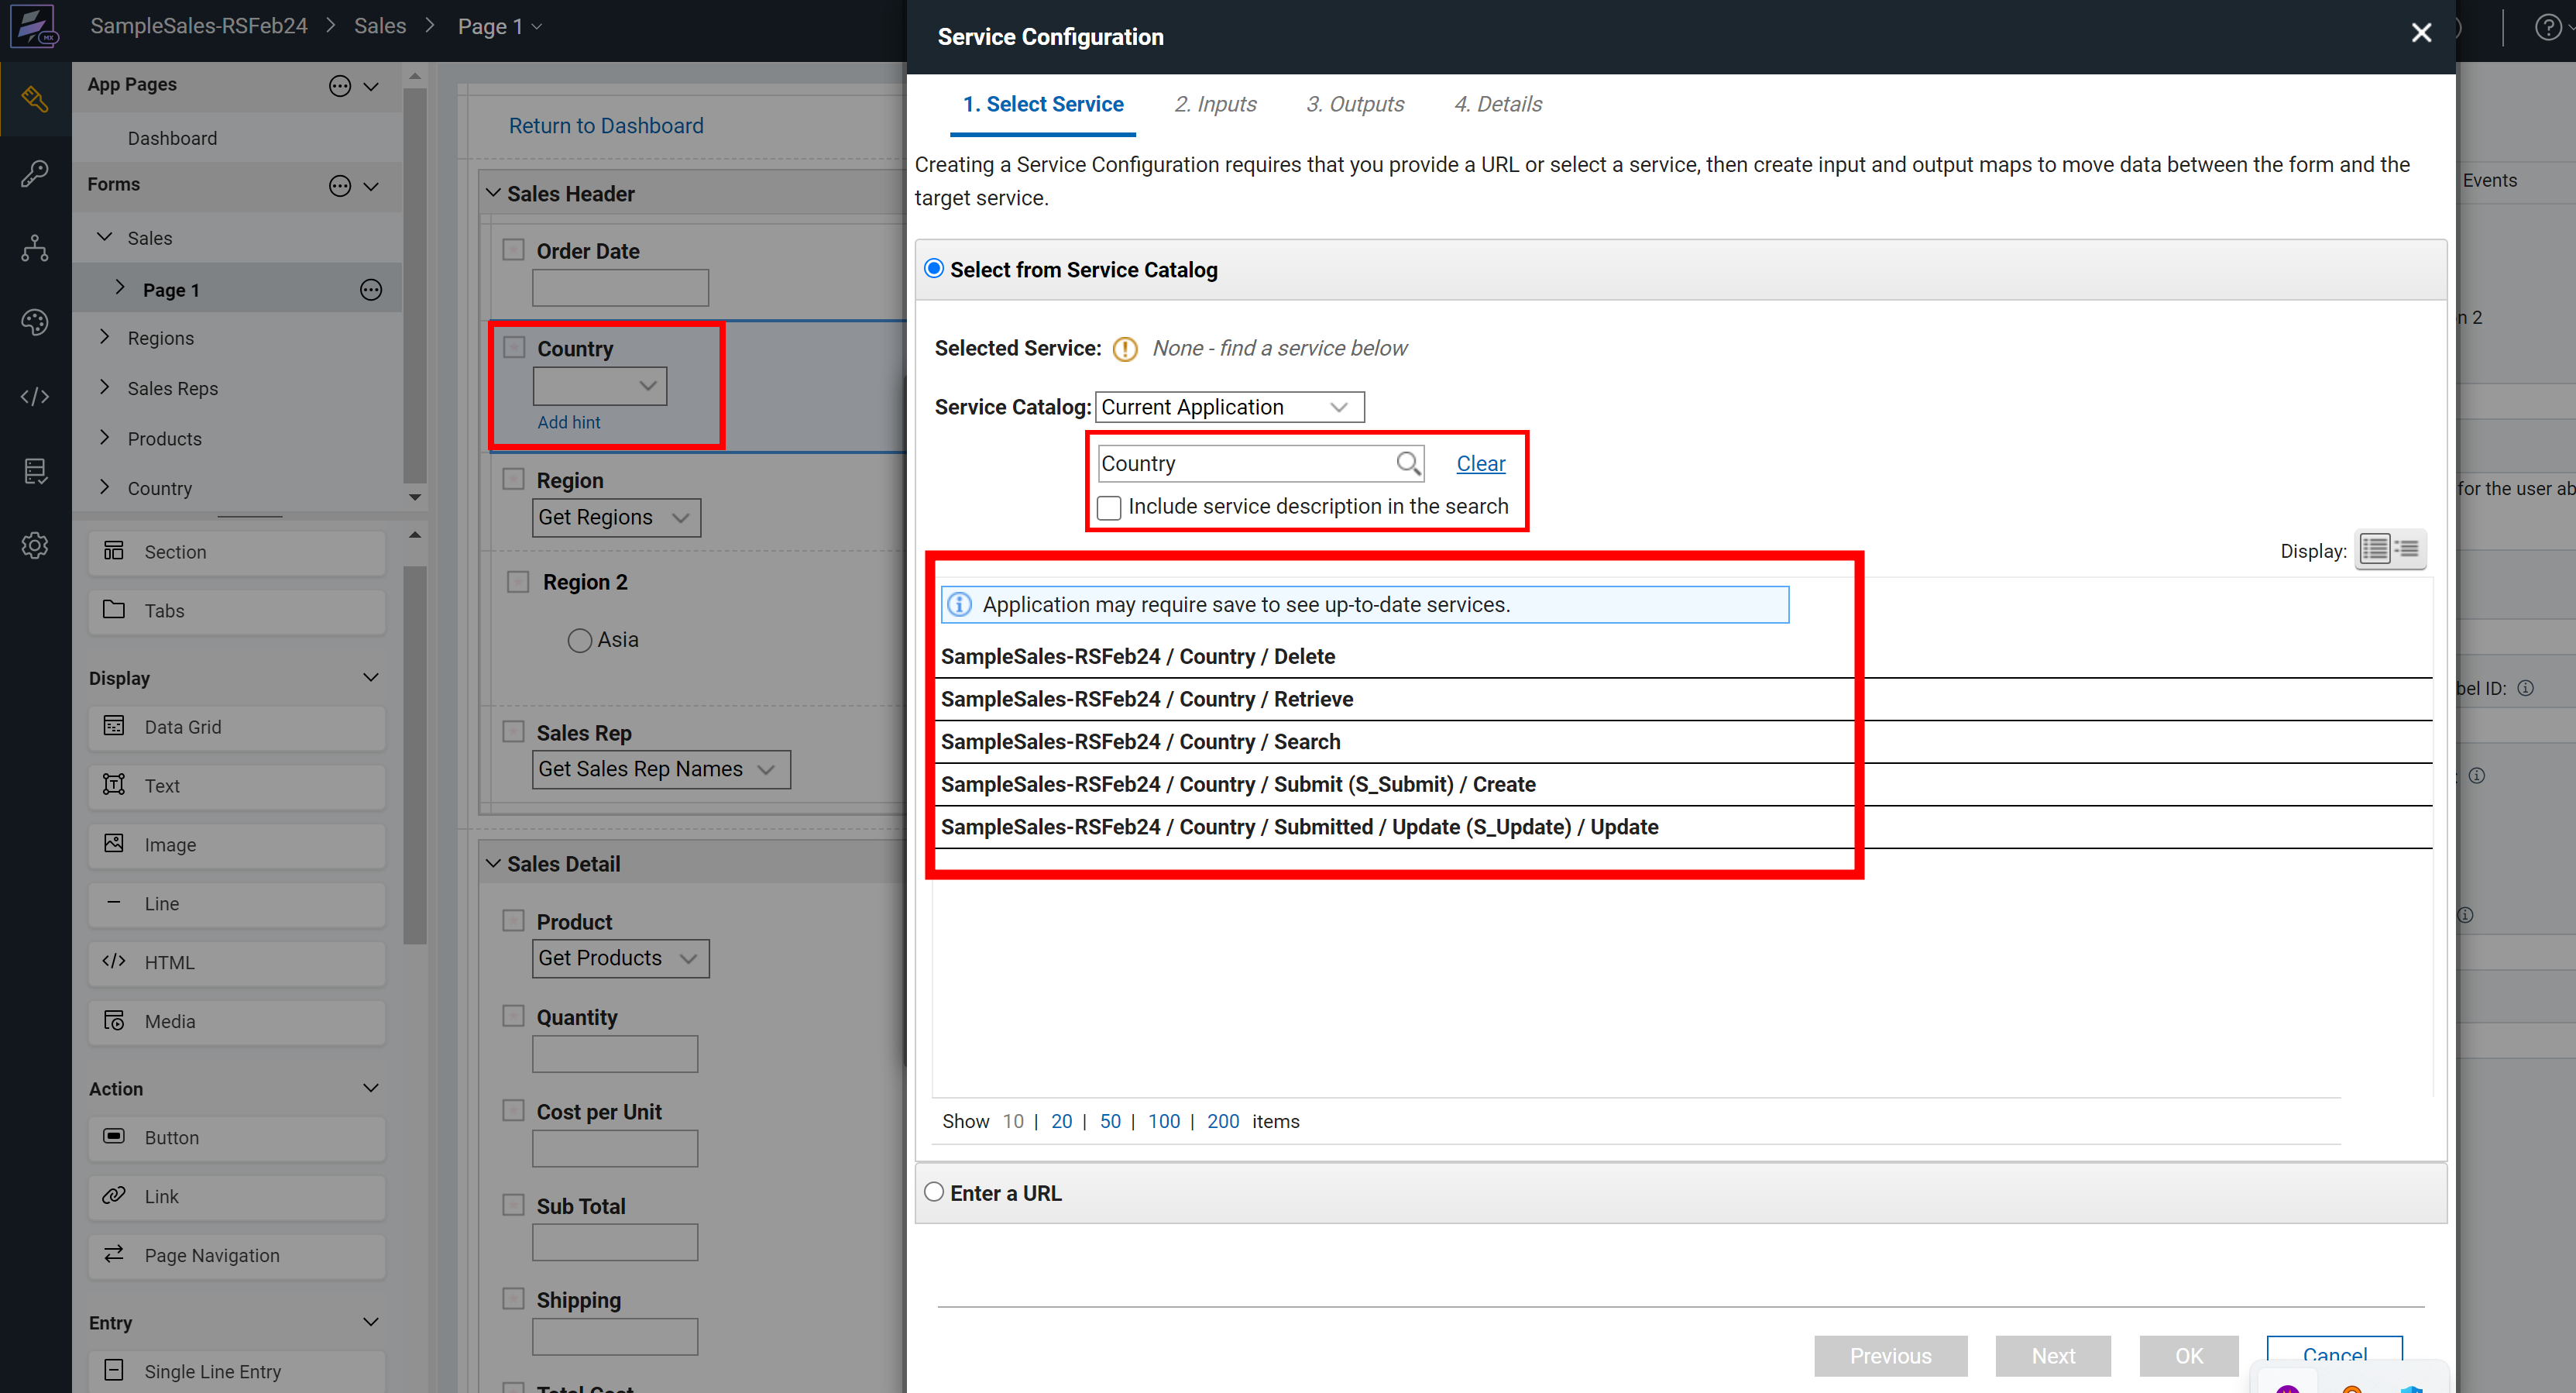 SampleSales-RSFeb24 > Sales > Page 1
App Pages
Dashboard
Forms
Sales
Page 1
Regions
Sales Reps
Products
Country
Section
Tabs
Display
Data Grid
Text
Image
Line
HTML
Media
Action
Button
Link
Page Navigation
Entry
Single Line Entry
Return to Dashboard
Sales Header
Order Date
Country
Add hint
Region
Get Regions
Region 2
Asia
Sales Rep
Get Sales Rep Names
Sales Detail
Product
Get Products
Quantity
Cost per Unit
Sub Total
Shipping
Service Configuration
1. Select Service 2. Inputs 3. Outputs 4. Details
Creating a Service Configuration requires that you provide a URL or select a service, then create input and output maps to move data between the form and the
target service.
Select from Service Catalog
Selected Service: None - find a service below
Service Catalog: Current Application
Country Clear
Include service description in the search
Display:
Application may require save to see up-to-date services.
SampleSales-RSFeb24 / Country / Delete
SampleSales-RSFeb24 / Country / Retrieve
SampleSales-RSFeb24 / Country / Search
SampleSales-RSFeb24 / Country / Submit (S_Submit) / Create
SampleSales-RSFeb24 / Country / Submitted / Update (S_Update) / Update
Show 10 | 20 | 50 | 100 | 200 items
Enter a URL
Previous Next OK Cancel
Events
n 2
for the user ab
bel ID: